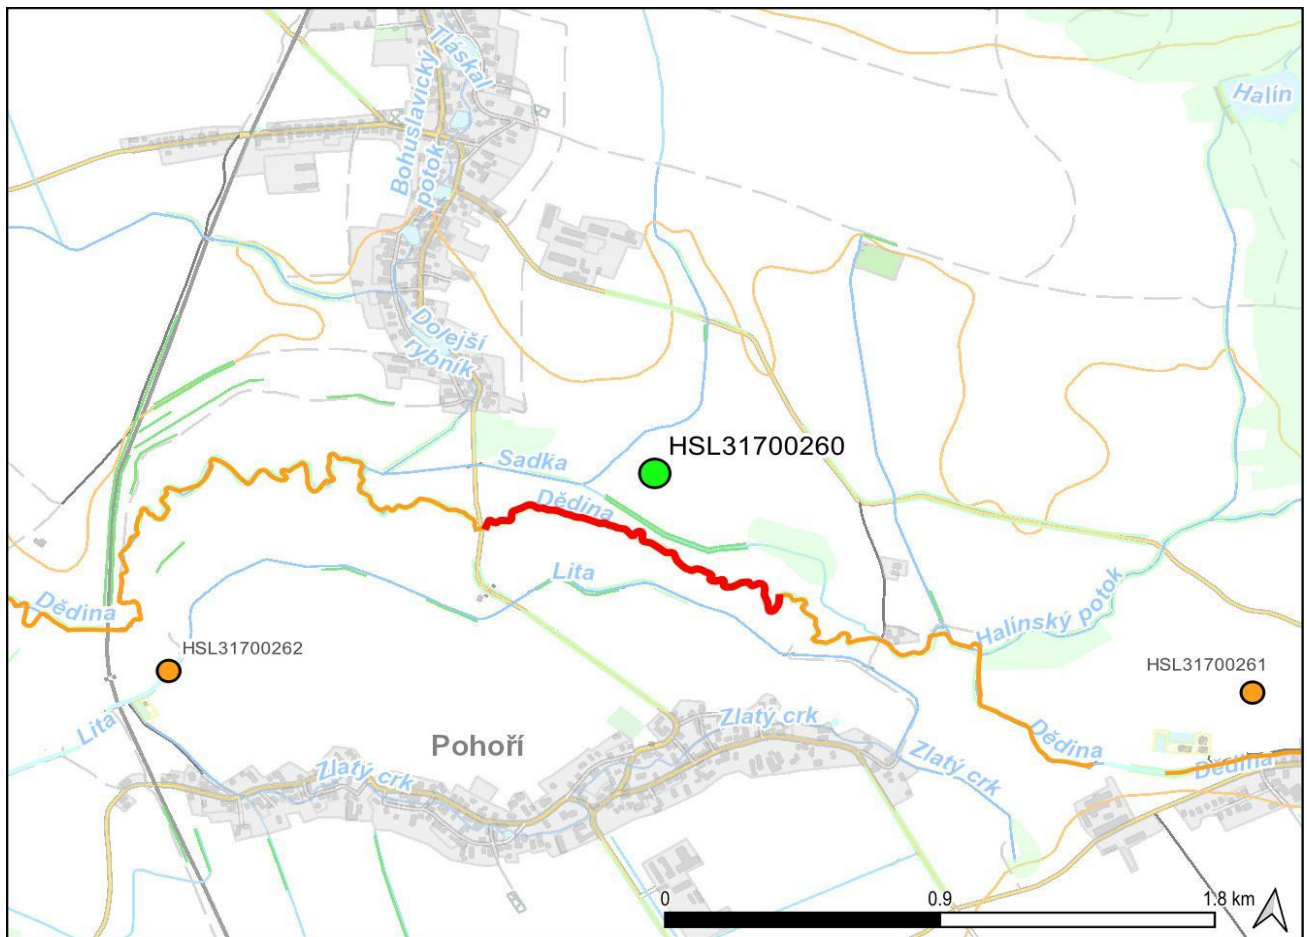 Tláskal
Bohuslavický
potok
Halín
Dolejší
rybník
HSL31700260
Sadka
Dědina
Lita
Dědina
Halínský potok
HSL31700262
HSL31700261
Lita
Zlatý crk
Pohoří
Zlatý crk
Dědina
Zlatý crk
Dědina
0 0.9 1.8 km